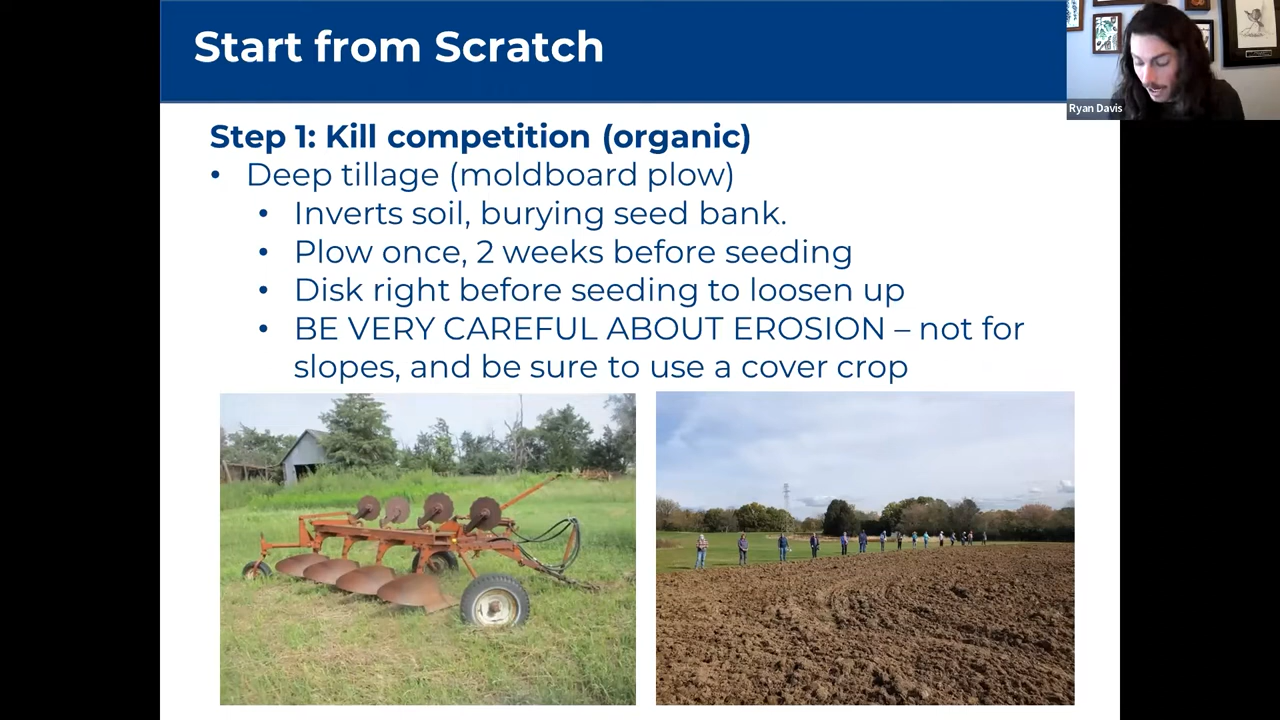 Start from Scratch
Ryan Davis
Step 1: Kill competition (organic)
• Deep tillage (moldboard plow)
• Inverts soil, burying seed bank.
• Plow once, 2 weeks before seeding
• Disk right before seeding to loosen up
• BE VERY CAREFUL ABOUT EROSION – not for
slopes, and be sure to use a cover crop